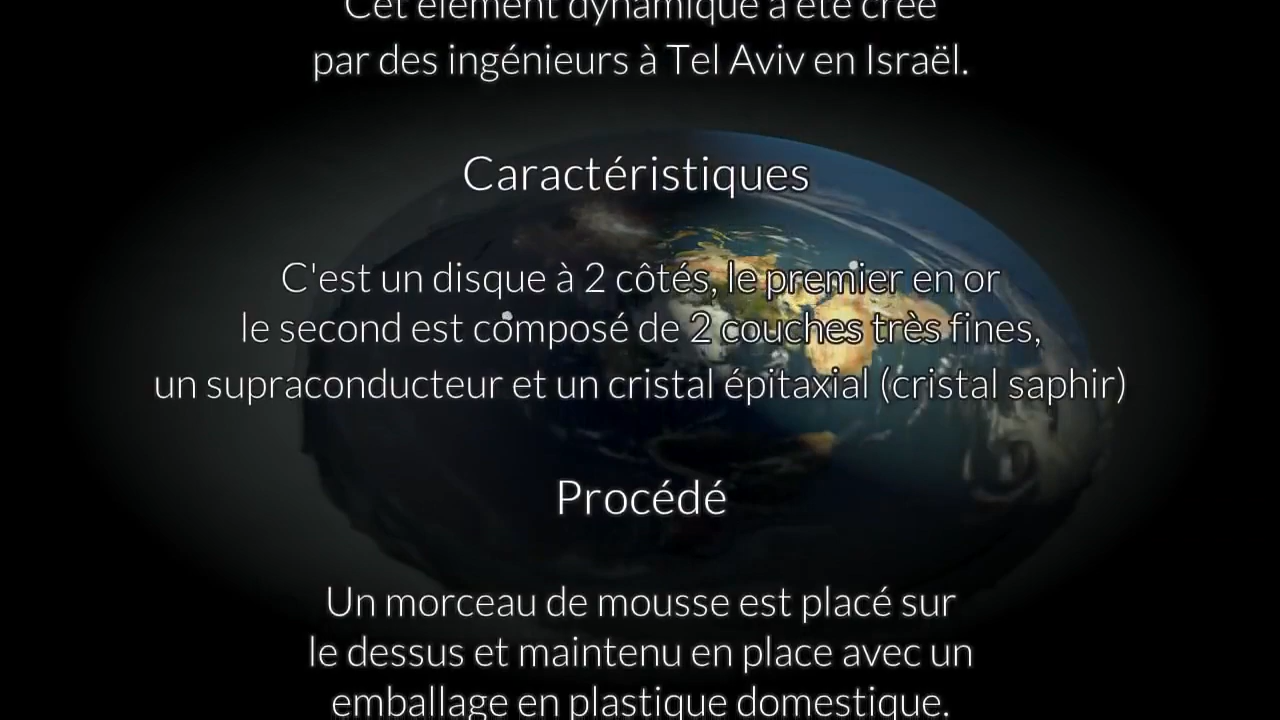 Cet élément dynamique a été créé
par des ingénieurs à Tel Aviv en Israël.
Caractéristiques
C'est un disque à 2 côtés, le premier en or
le second est composé de 2 couches très fines,
un supraconducteur et un cristal épitaxial (cristal saphir)
Procédé
Un morceau de mousse est placé sur
le dessus et maintenu en place avec un
emballage en plastique domestique.